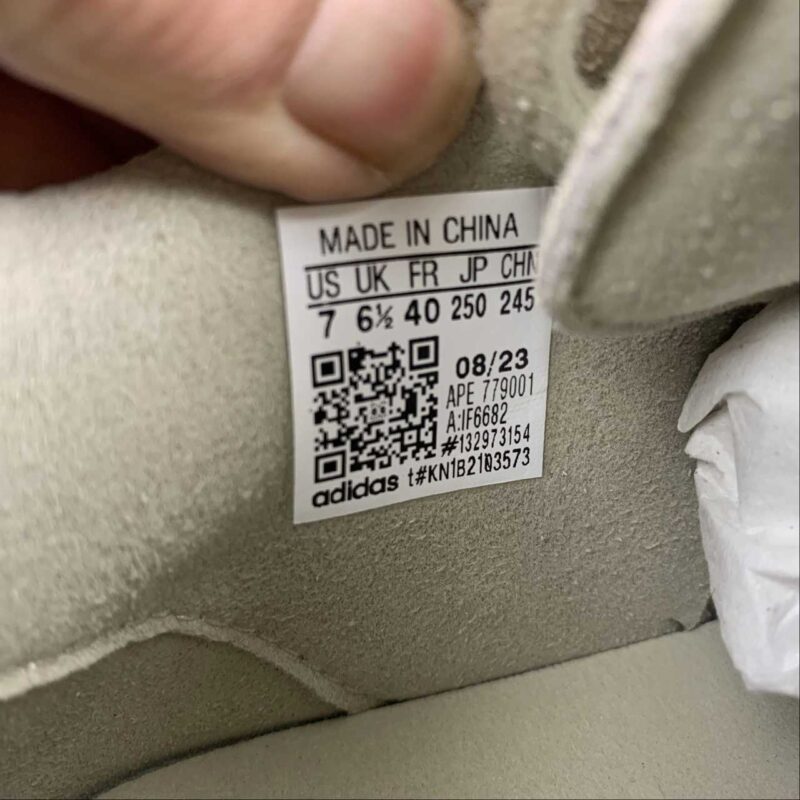 MADE IN CHINA
US UK FR JP CHN
7 6½ 40 250 245
08/23
APE 779001
A:IF6682
#132973154
adidas t#KN1B2103573